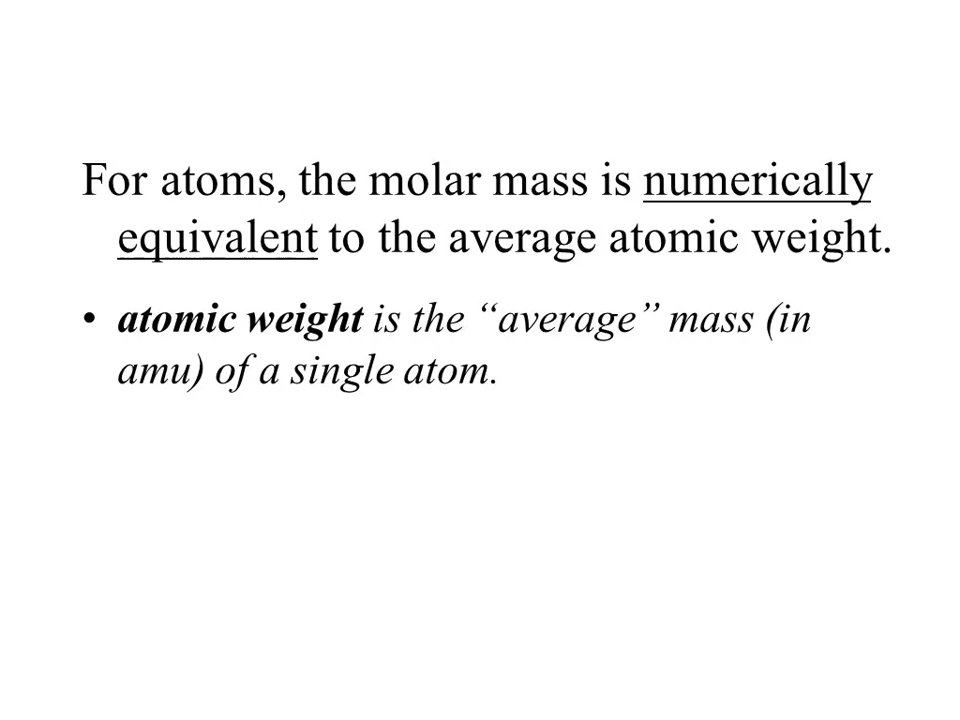 For atoms, the molar mass is numerically
equivalent to the average atomic weight.
• atomic weight is the “average” mass (in
amu) of a single atom.